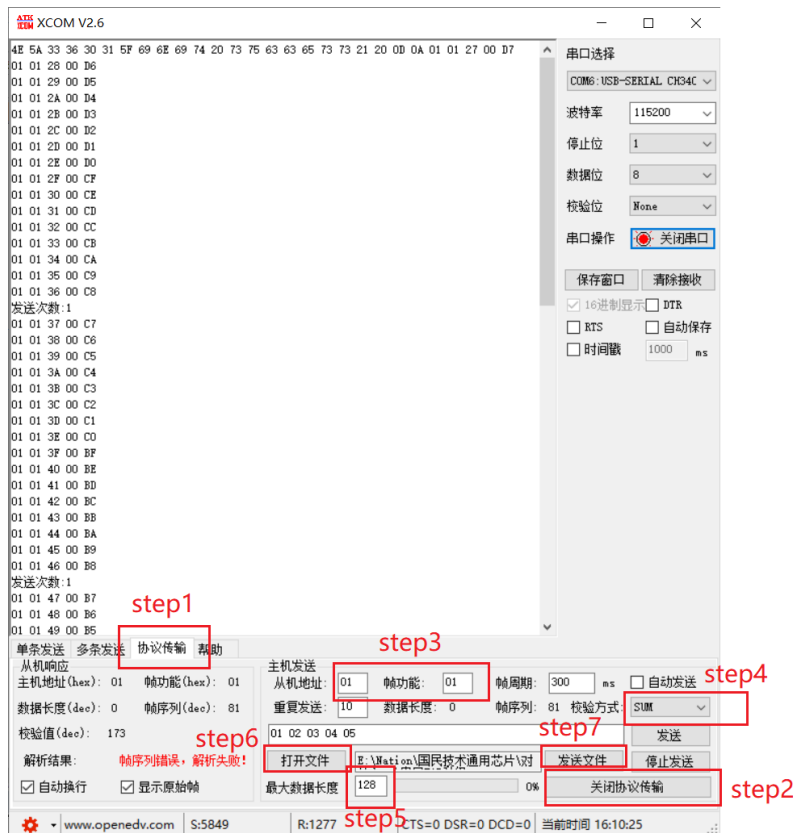 ATK
XCOM XCOM V2.6
4E 5A 33 36 30 31 5F 69 6E 69 74 20 73 75 63 63 65 73 73 21 20 0D 0A 01 01 27 00 D7
01 01 28 00 D6
01 01 29 00 D5
01 01 2A 00 D4
01 01 2B 00 D3
01 01 2C 00 D2
01 01 2D 00 D1
01 01 2E 00 D0
01 01 2F 00 CF
01 01 30 00 CE
01 01 31 00 CD
01 01 32 00 CC
01 01 33 00 CB
01 01 34 00 CA
01 01 35 00 C9
01 01 36 00 C8
发送次数:1
01 01 37 00 C7
01 01 38 00 C6
01 01 39 00 C5
01 01 3A 00 C4
01 01 3B 00 C3
01 01 3C 00 C2
01 01 3D 00 C1
01 01 3E 00 C0
01 01 3F 00 BF
01 01 40 00 BE
01 01 41 00 BD
01 01 42 00 BC
01 01 43 00 BB
01 01 44 00 BA
01 01 45 00 B9
01 01 46 00 B8
发送次数:1
01 01 47 00 B7
01 01 48 00 B6
01 01 49 00 B5
串口选择
COM6:USB-SERIAL CH34C
波特率 115200
停止位 1
数据位 8
校验位 None
串口操作 关闭串口
保存窗口 清除接收
16进制显示 DTR
RTS 自动保存
时间戳 1000 ms
step1
单条发送 多条发送 协议传输 帮助
从机响应
主机地址(hex): 01 帧功能(hex): 01
数据长度(dec): 0 帧序列(dec): 81
校验值(dec): 173
解析结果: 帧序列错误，解析失败!
自动换行 显示原始帧
step3
主机发送
从机地址: 01 帧功能: 01 帧周期: 300 ms 自动发送
step4
重复发送: 10 数据长度: 0 帧序列: 81 校验方式: SUM
step7
01 02 03 04 05 发送
step6
打开文件 E:\Nation\国民技术通用芯片\对 发送文件 停止发送
最大数据长度 128 0% 关闭协议传输
step2
step5
www.openedv.com S:5849 R:1277 CTS=0 DSR=0 DCD=0 当前时间 16:10:25